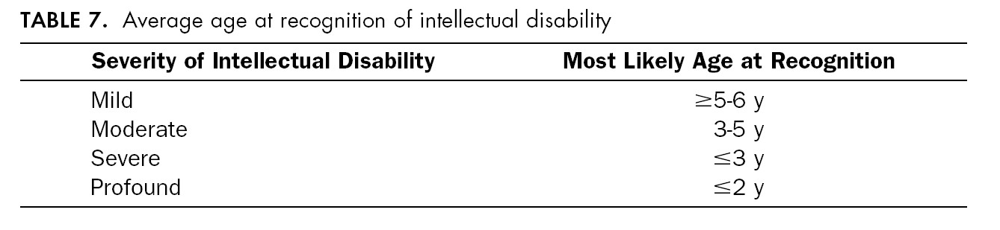 TABLE 7. Average age at recognition of intellectual disability
Severity of Intellectual Disability Most Likely Age at Recognition
Mild ≥5-6 y
Moderate 3-5 y
Severe ≤3 y
Profound ≤2 y